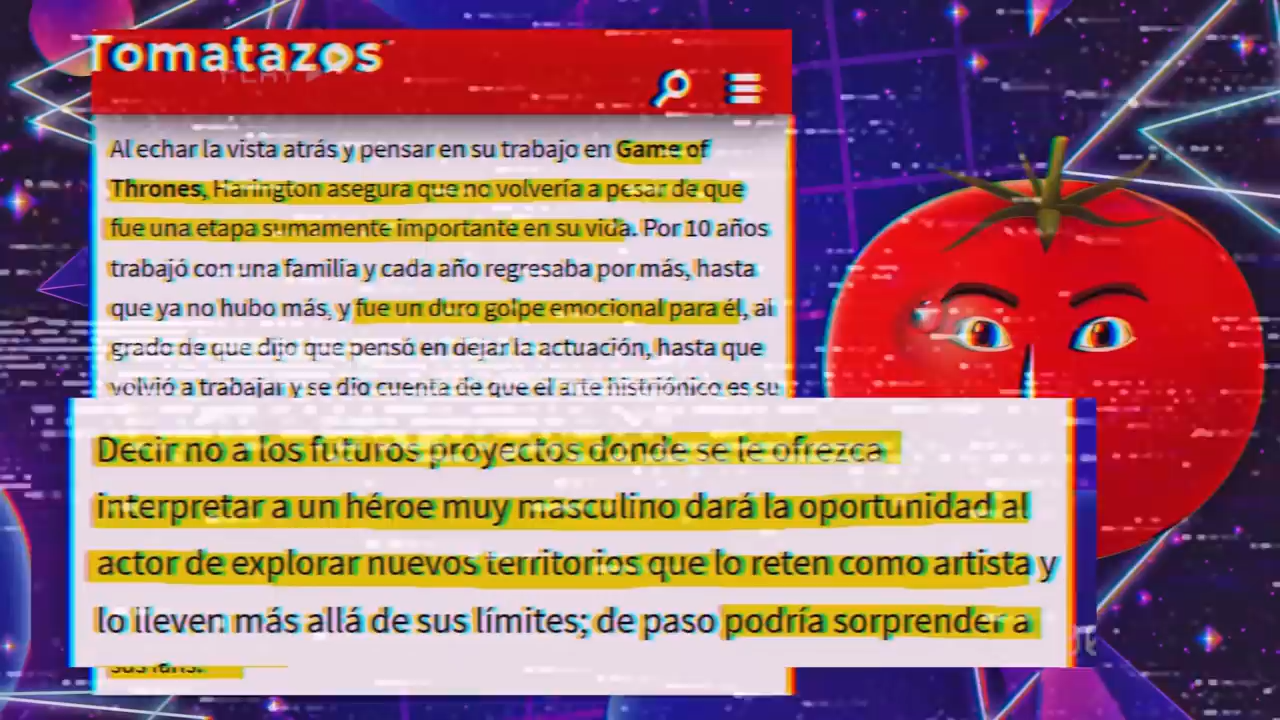 Tomatazos
PLAY
Al echar la vista atrás y pensar en su trabajo en Game of
Thrones, Harington asegura que no volvería a pesar de que
fue una etapa sumamente importante en su vida. Por 10 años
trabajó con una familia y cada año regresaba por más, hasta
que ya no hubo más, y fue un duro golpe emocional para él, al
grado de que dijo que pensó en dejar la actuación, hasta que
volvió a trabajar y se dio cuenta de que el arte histriónico es su
Decir no a los futuros proyectos donde se le ofrezca
interpretar a un héroe muy masculino dará la oportunidad al
actor de explorar nuevos territorios que lo reten como artista y
lo lleven más allá de sus límites; de paso podría sorprender a
sus fans.